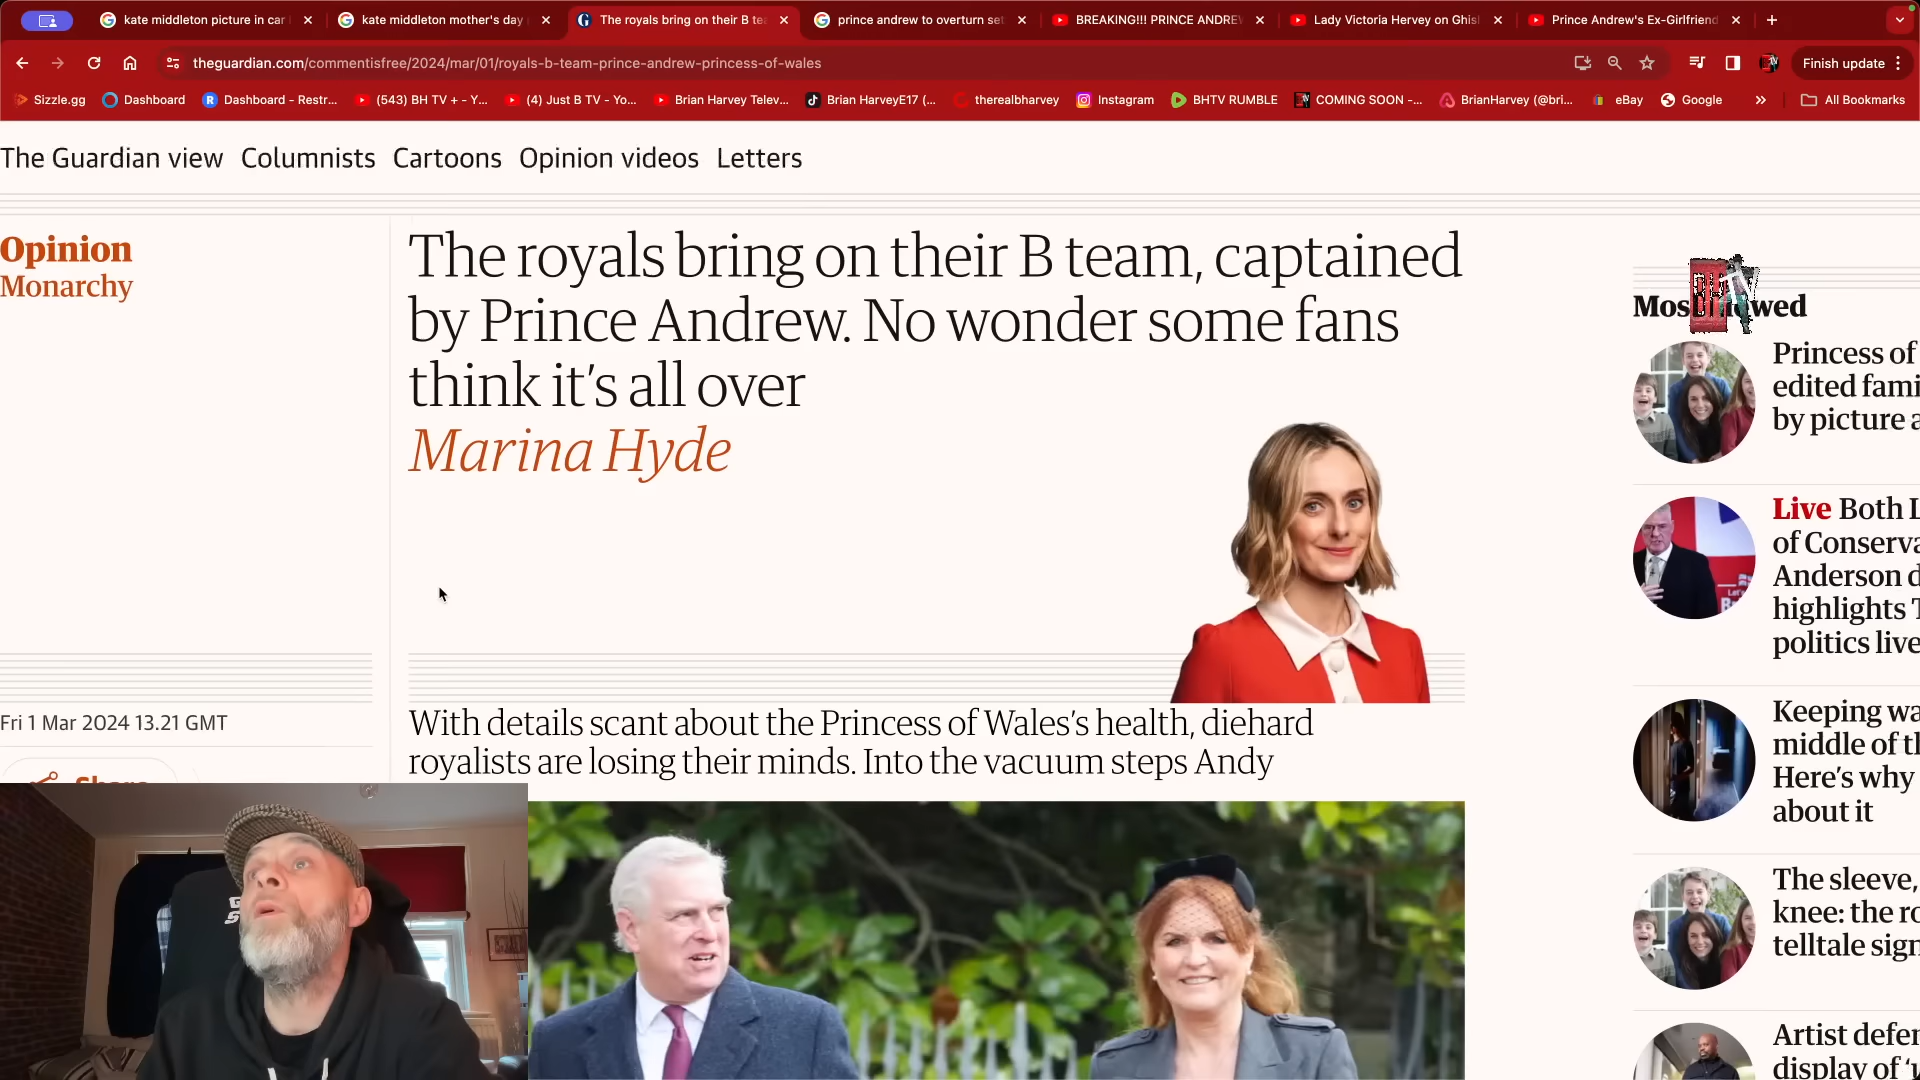 kate middleton picture in car
kate middleton mother's day
The royals bring on their B te
prince andrew to overturn set
BREAKING!!! PRINCE ANDREW
Lady Victoria Hervey on Ghis
Prince Andrew's Ex-Girlfriend
theguardian.com/commentisfree/2024/mar/01/royals-b-team-prince-andrew-princess-of-wales
Finish update
Sizzle.gg
Dashboard
Dashboard - Restr...
(543) BH TV + - Y...
(4) Just B TV - Yo...
Brian Harvey Telev...
Brian HarveyE17 (...
therealbharvey
Instagram
BHTV RUMBLE
COMING SOON -...
BrianHarvey (@bri...
eBay
Google
All Bookmarks
The Guardian view Columnists Cartoons Opinion videos Letters
Opinion
Monarchy
The royals bring on their B team, captained
by Prince Andrew. No wonder some fans
think it's all over
Marina Hyde
Fri 1 Mar 2024 13.21 GMT
Share
With details scant about the Princess of Wales's health, diehard
royalists are losing their minds. Into the vacuum steps Andy
Princess of
edited fami
by picture a
Live Both L
of Conserva
Anderson d
highlights T
politics live
Keeping wa
middle of th
Here's why
about it
The sleeve,
knee: the ro
telltale sign
Artist defen
display of 'u